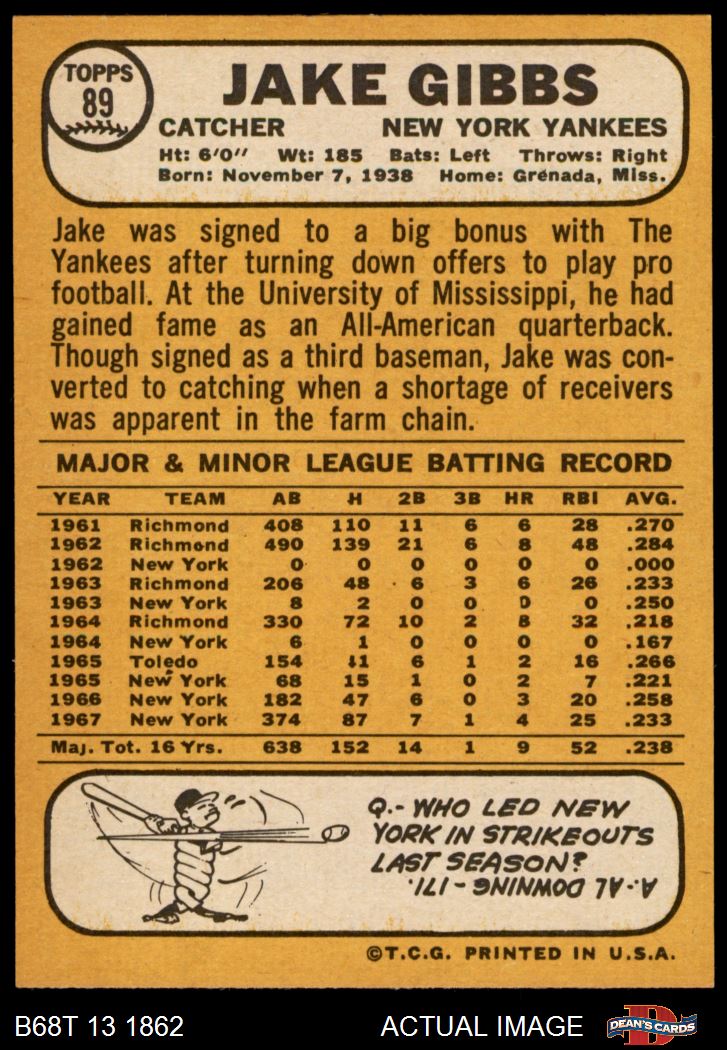 TOPPS
89
JAKE GIBBS
CATCHER NEW YORK YANKEES
Ht: 6'0" Wt: 185 Bats: Left Throws: Right
Born: November 7, 1938 Home: Grenada, Miss.
Jake was signed to a big bonus with The
Yankees after turning down offers to play pro
football. At the University of Mississippi, he had
gained fame as an All-American quarterback.
Though signed as a third baseman, Jake was con-
verted to catching when a shortage of receivers
was apparent in the farm chain.
MAJOR & MINOR LEAGUE BATTING RECORD
YEAR TEAM AB H 2B 3B HR RBI AVG.
1961 Richmond 408 110 11 6 6 28 .270
1962 Richmond 490 139 21 6 8 48 .284
1962 New York 0 0 0 0 0 0 .000
1963 Richmond 206 48 6 3 6 26 .233
1963 New York 8 2 0 0 0 0 .250
1964 Richmond 330 72 10 2 8 32 .218
1964 New York 6 1 0 0 0 0 .167
1965 Toledo 154 41 6 1 2 16 .266
1965 New York 68 15 1 0 2 7 .221
1966 New York 182 47 6 0 3 20 .258
1967 New York 374 87 7 1 4 25 .233
Maj. Tot. 16 Yrs. 638 152 14 1 9 52 .238
Q.- WHO LED NEW
YORK IN STRIKEOUTS
LAST SEASON?
A.- AL DOWNING - 171.
©T.C.G. PRINTED IN U.S.A.
B68T 13 1862 ACTUAL IMAGE D DEAN'S CARDS